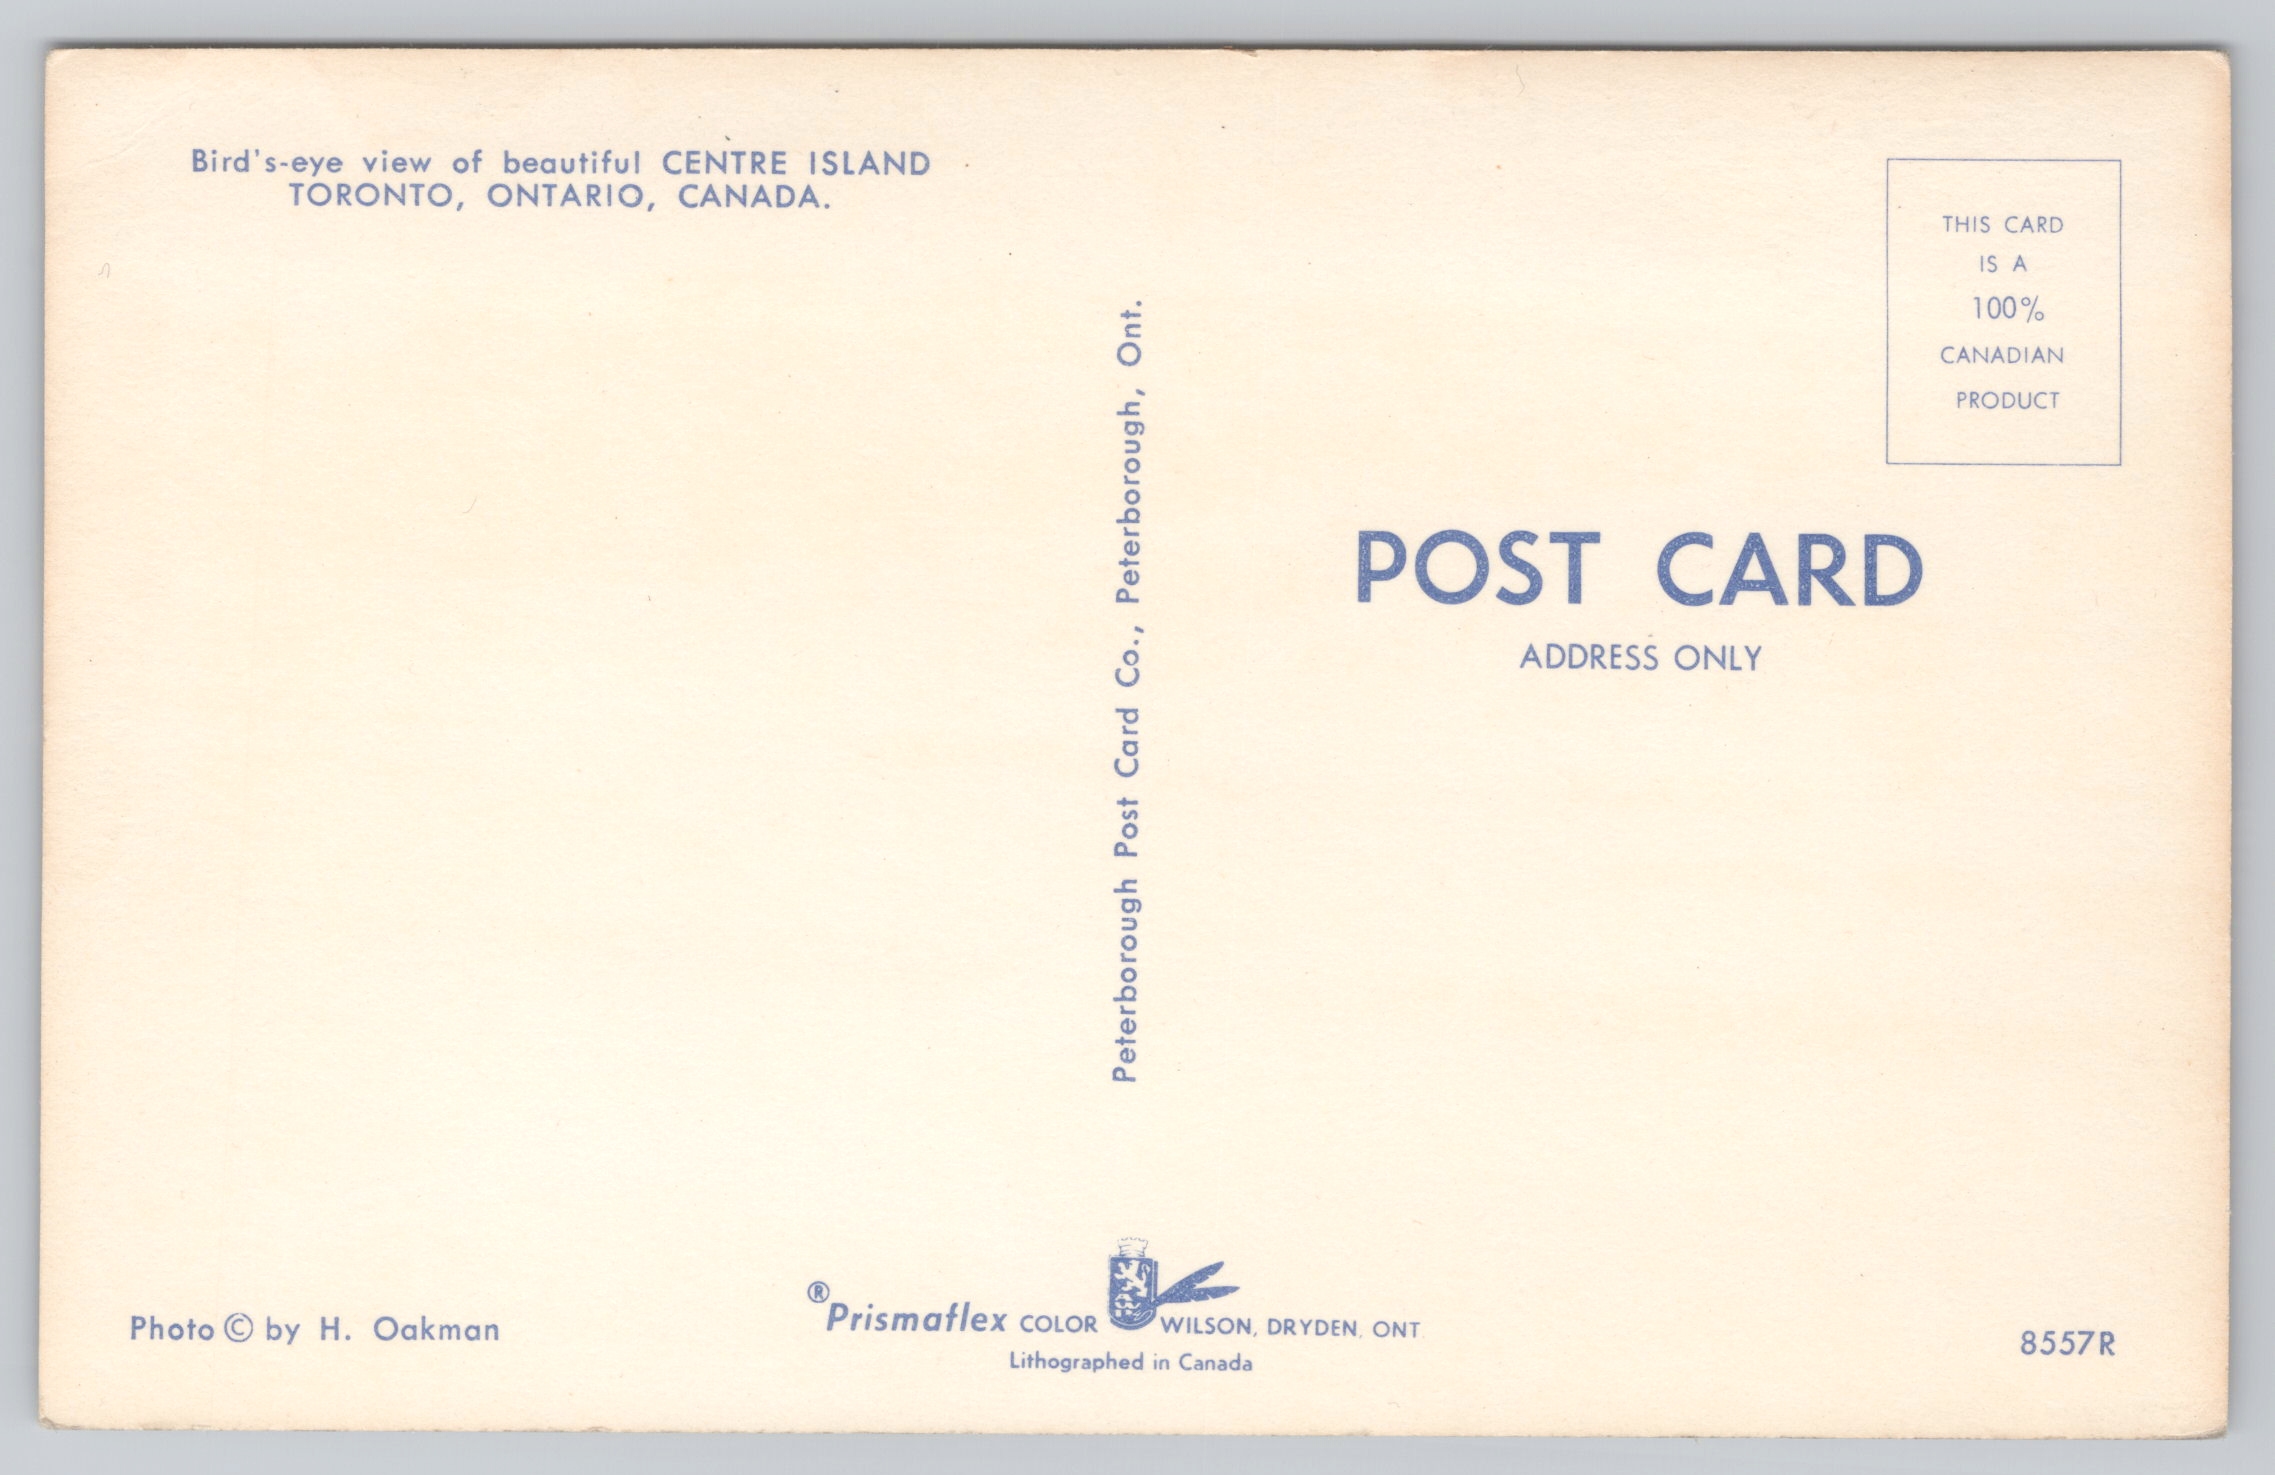 Bird's-eye view of beautiful CENTRE ISLAND
TORONTO, ONTARIO, CANADA.
Peterborough Post Card Co., Peterborough, Ont.
THIS CARD
IS A
100%
CANADIAN
PRODUCT
POST CARD
ADDRESS ONLY
Photo © by H. Oakman
®Prismaflex COLOR WILSON, DRYDEN, ONT
Lithographed in Canada
8557R